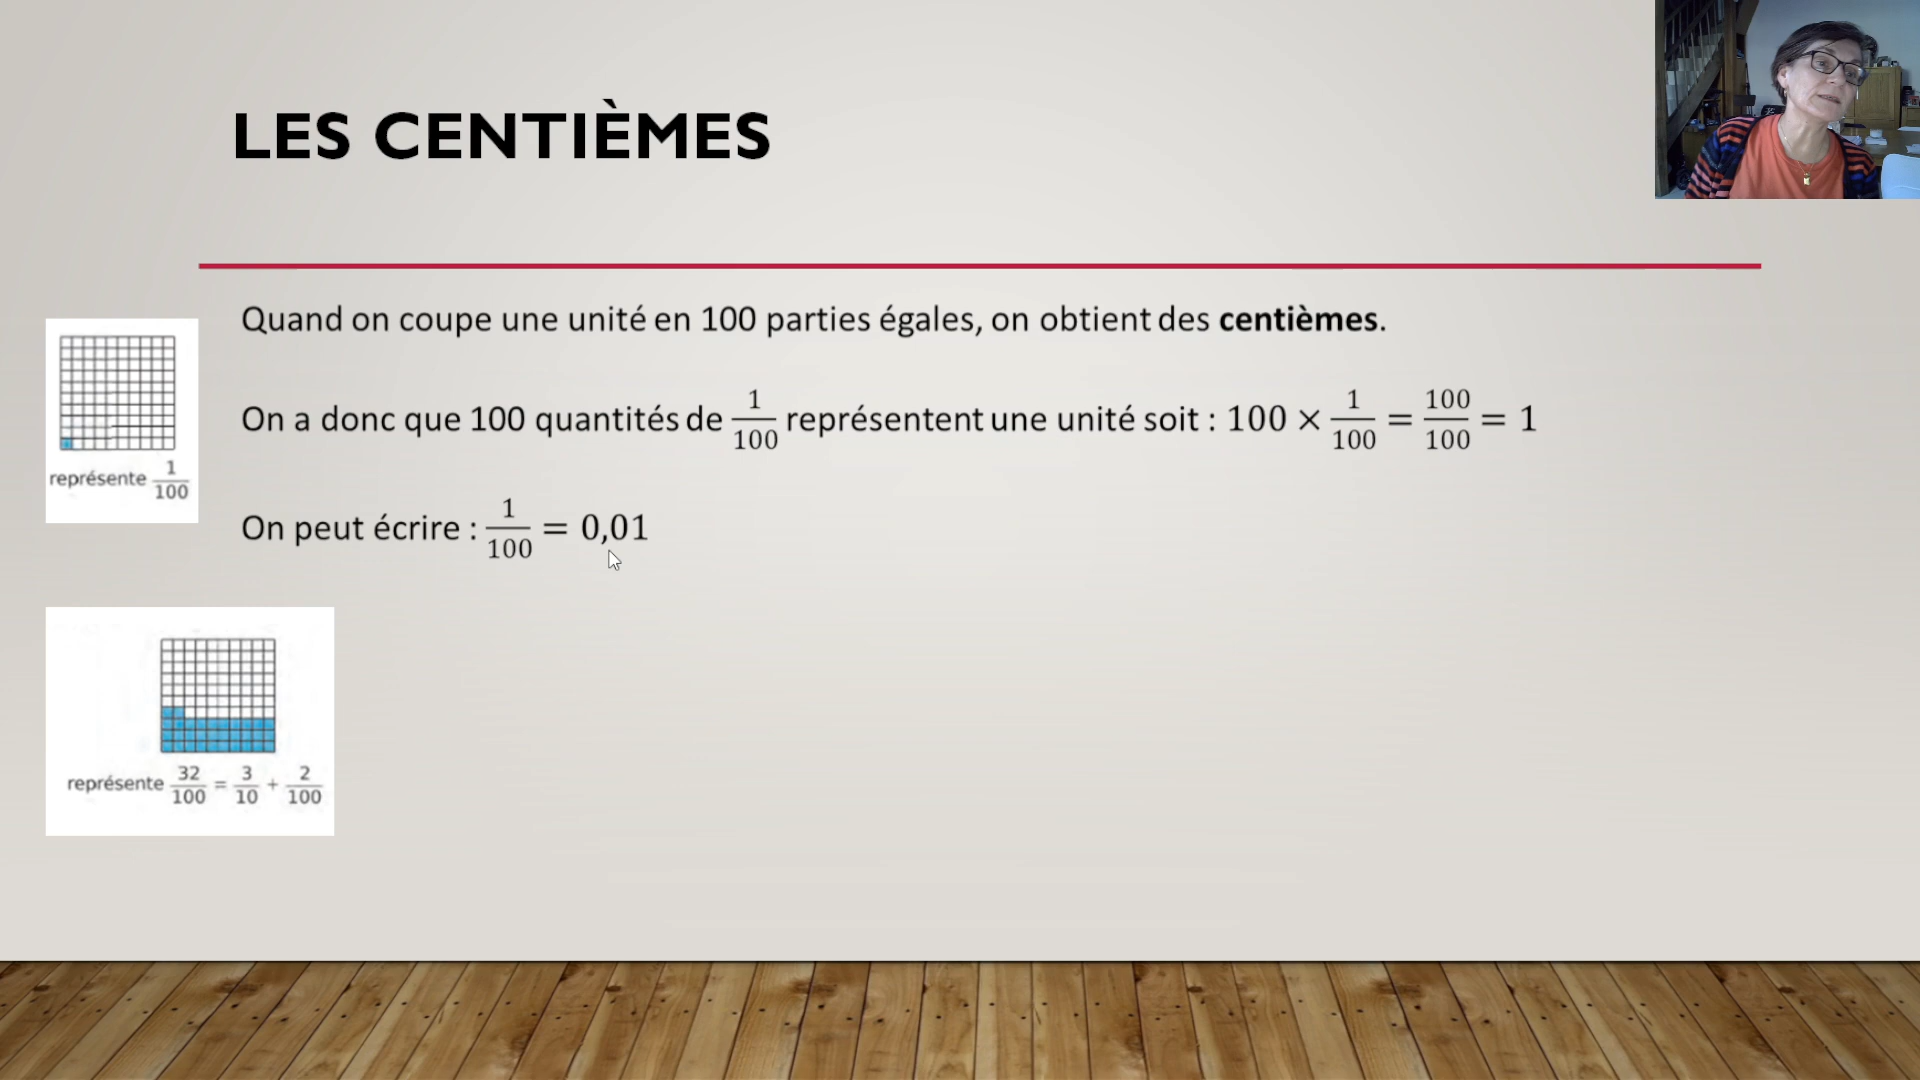 LES CENTIÈMES
Quand on coupe une unité en 100 parties égales, on obtient des centièmes.
On a donc que 100 quantités de 1/100 représentent une unité soit : 100 × 1/100 = 100/100 = 1
représente 1/100
On peut écrire : 1/100 = 0,01
représente 32/100 = 3/10 + 2/100